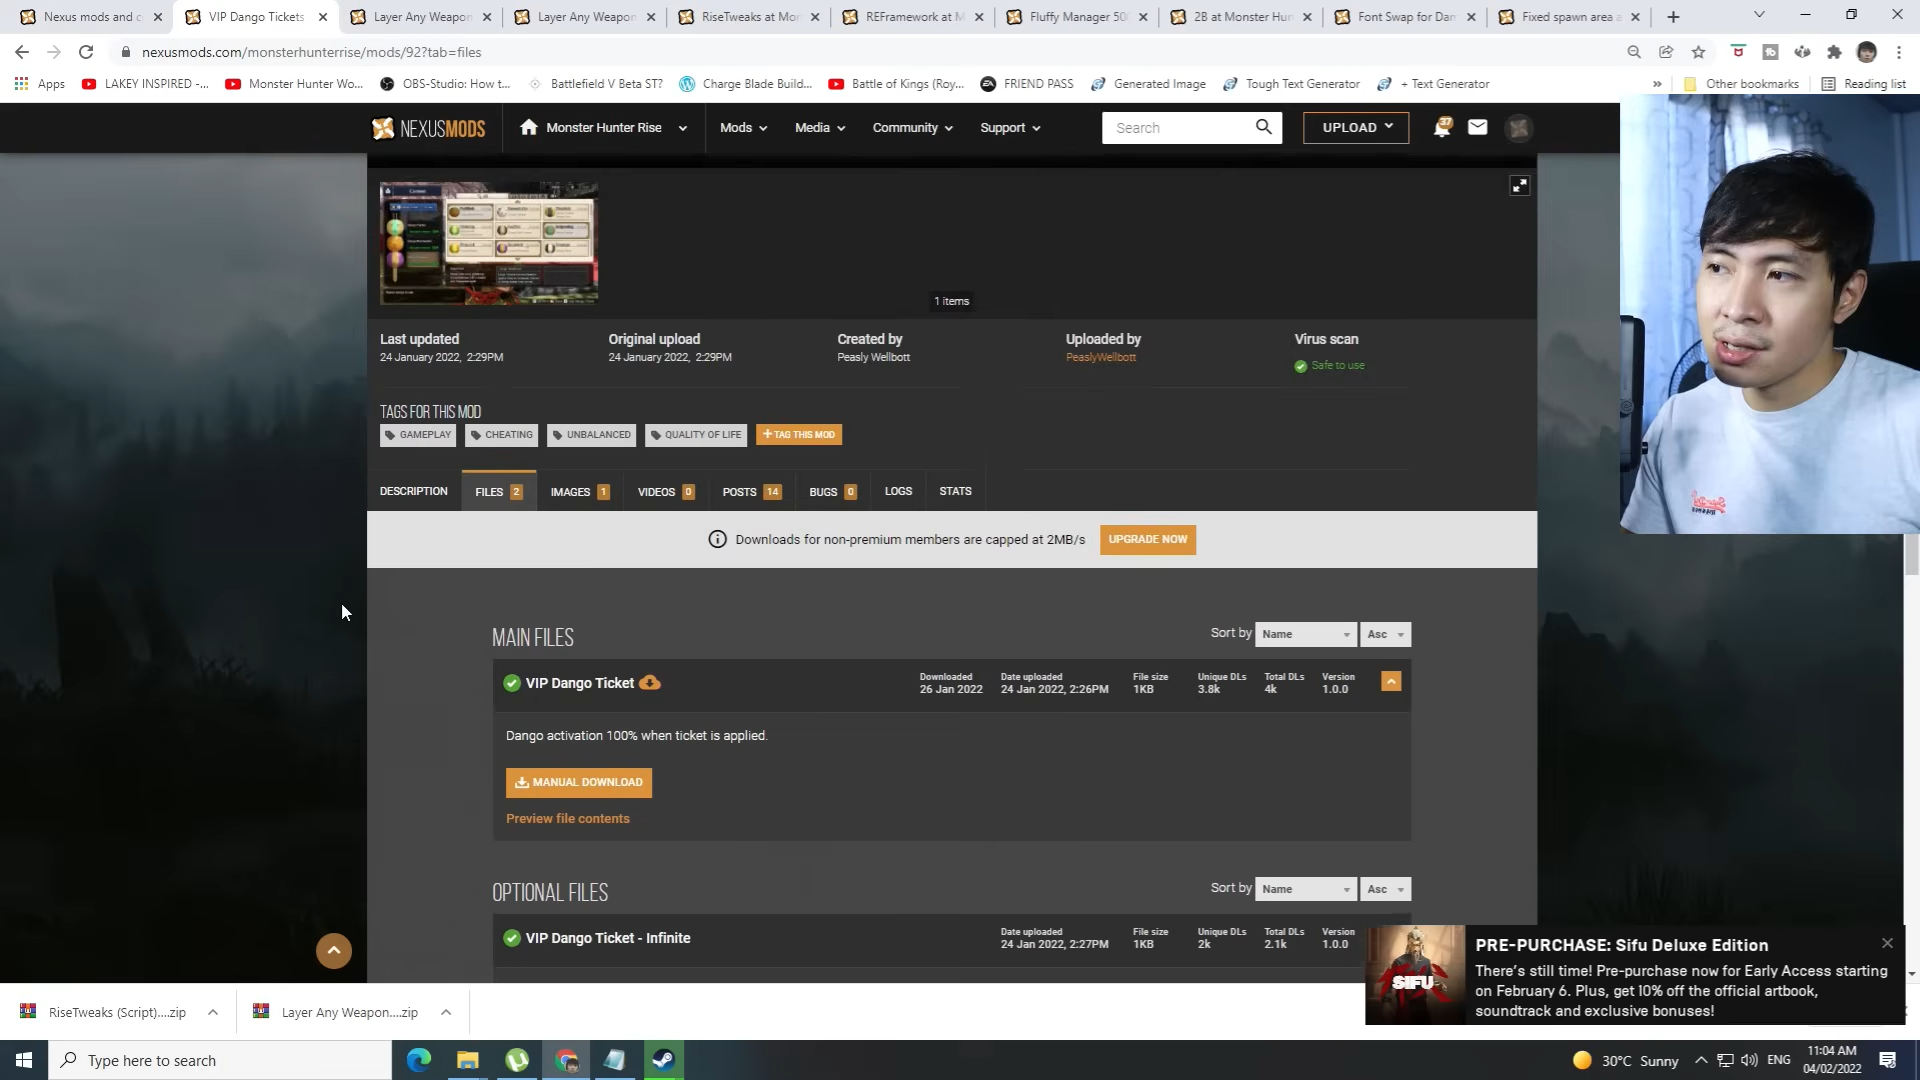 Nexus mods and c
VIP Dango Tickets
Layer Any Weapon
Layer Any Weapon
RiseTweaks at Mon
REFramework at M
Fluffy Manager 500
2B at Monster Hun
Font Swap for Dan
Fixed spawn area a
nexusmods.com/monsterhunterrise/mods/92?tab=files
Apps
LAKEY INSPIRED -...
Monster Hunter Wo...
OBS-Studio: How t...
Battlefield V Beta ST?
Charge Blade Build...
Battle of Kings (Roy...
FRIEND PASS
Generated Image
Tough Text Generator
+ Text Generator
»
Other bookmarks
Reading list
NEXUSMODS
Monster Hunter Rise
Mods
Media
Community
Support
Search
UPLOAD
37
1 items
Last updated
24 January 2022, 2:29PM
Original upload
24 January 2022, 2:29PM
Created by
Peasly Wellbott
Uploaded by
PeaslyWellbott
Virus scan
Safe to use
TAGS FOR THIS MOD
GAMEPLAY
CHEATING
UNBALANCED
QUALITY OF LIFE
+ TAG THIS MOD
DESCRIPTION
FILES 2
IMAGES 1
VIDEOS 0
POSTS 14
BUGS 0
LOGS
STATS
Downloads for non-premium members are capped at 2MB/s
UPGRADE NOW
MAIN FILES
Sort by Name Asc
VIP Dango Ticket
Downloaded
26 Jan 2022
Date uploaded
24 Jan 2022, 2:26PM
File size
1KB
Unique DLs
3.8k
Total DLs
4k
Version
1.0.0
Dango activation 100% when ticket is applied.
MANUAL DOWNLOAD
Preview file contents
OPTIONAL FILES
Sort by Name Asc
VIP Dango Ticket - Infinite
Date uploaded
24 Jan 2022, 2:27PM
File size
1KB
Unique DLs
2k
Total DLs
2.1k
Version
1.0.0
SIFU
PRE-PURCHASE: Sifu Deluxe Edition
There's still time! Pre-purchase now for Early Access starting
on February 6. Plus, get 10% off the official artbook,
soundtrack and exclusive bonuses!
RiseTweaks (Script)....zip
Layer Any Weapon....zip
Type here to search
30°C Sunny
ENG
11:04 AM
04/02/2022